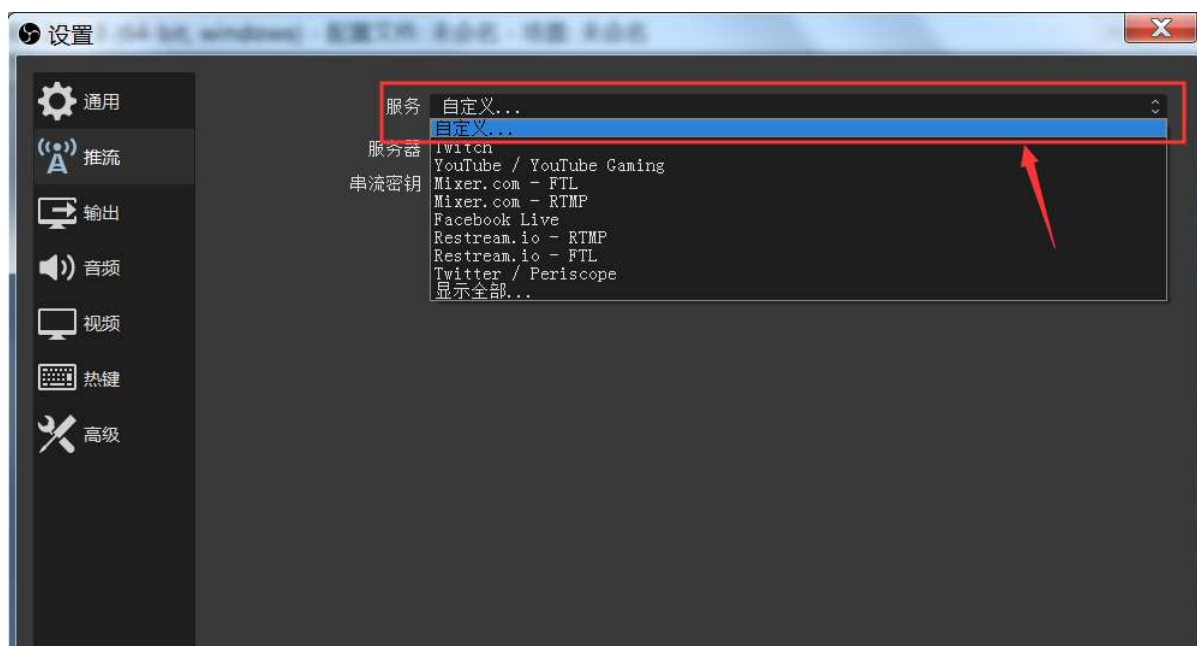 设置
通用
推流
输出
音频
视频
热键
高级
服务 自定义...
自定义...
服务器 Twitch
YouTube / YouTube Gaming
串流密钥 Mixer.com - FTL
Mixer.com - RTMP
Facebook Live
Restream.io - RTMP
Restream.io - FTL
Twitter / Periscope
显示全部...